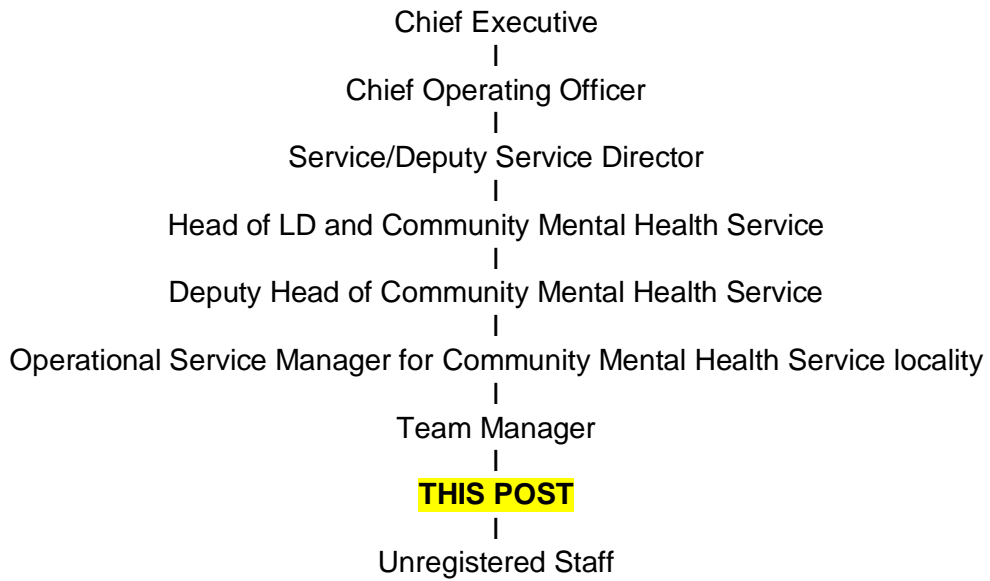 Chief Executive
I
Chief Operating Officer
I
Service/Deputy Service Director
I
Head of LD and Community Mental Health Service
I
Deputy Head of Community Mental Health Service
I
Operational Service Manager for Community Mental Health Service locality
I
Team Manager
I
THIS POST
I
Unregistered Staff